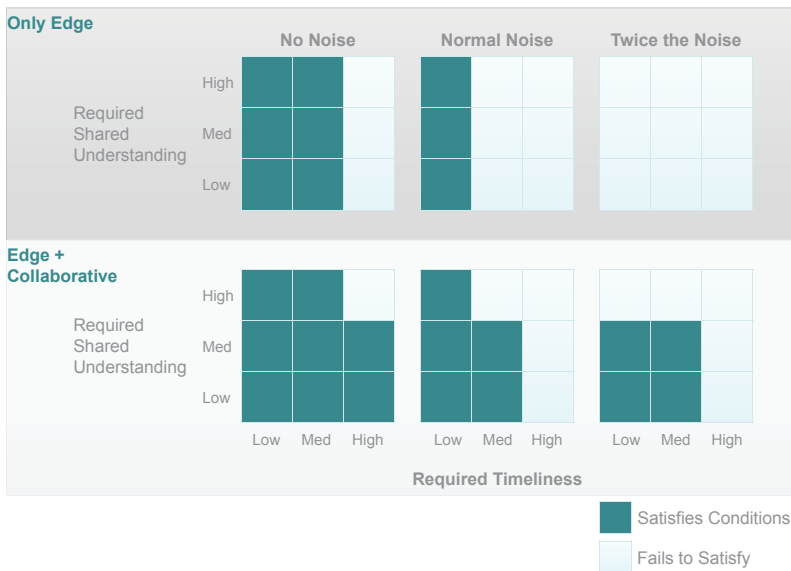 Only Edge
No Noise Normal Noise Twice the Noise
High
Required
Shared
Understanding
Med
Low
Edge +
Collaborative
High
Required
Shared
Understanding
Med
Low
Low Med High Low Med High Low Med High
Required Timeliness
Satisfies Conditions
Fails to Satisfy